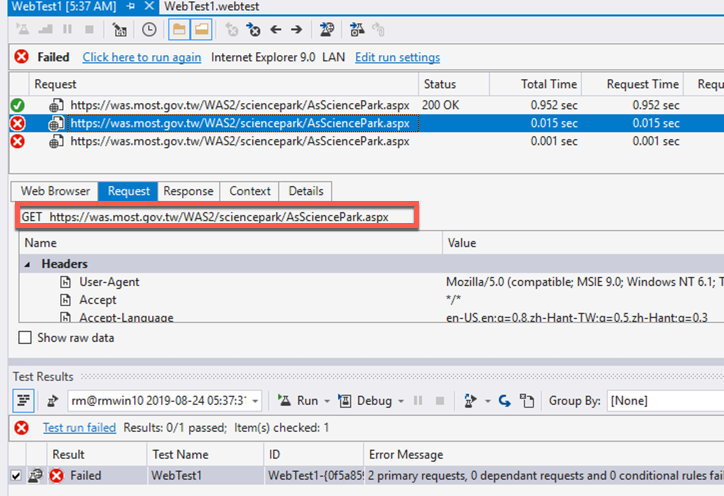 WebTest1 [5:37 AM] WebTest1.webtest
Failed Click here to run again Internet Explorer 9.0 LAN Edit run settings
Request Status Total Time Request Time Requ
https://was.most.gov.tw/WAS2/sciencepark/AsSciencePark.aspx 200 OK 0.952 sec 0.952 sec
https://was.most.gov.tw/WAS2/sciencepark/AsSciencePark.aspx 0.015 sec 0.015 sec
https://was.most.gov.tw/WAS2/sciencepark/AsSciencePark.aspx 0.001 sec 0.001 sec
Web Browser Request Response Context Details
GET https://was.most.gov.tw/WAS2/sciencepark/AsSciencePark.aspx
Name Value
Headers
User-Agent Mozilla/5.0 (compatible; MSIE 9.0; Windows NT 6.1; T
Accept */*
Accept-Language en-US,en;q=0.8,zh-Hant-TW;q=0.5,zh-Hant;q=0.3
Show raw data
Test Results
rm@rmwin10 2019-08-24 05:37:31 Run Debug Group By: [None]
Test run failed Results: 0/1 passed; Item(s) checked: 1
Result Test Name ID Error Message
Failed WebTest1 WebTest1-{0f5a859 2 primary requests, 0 dependant requests and 0 conditional rules fail